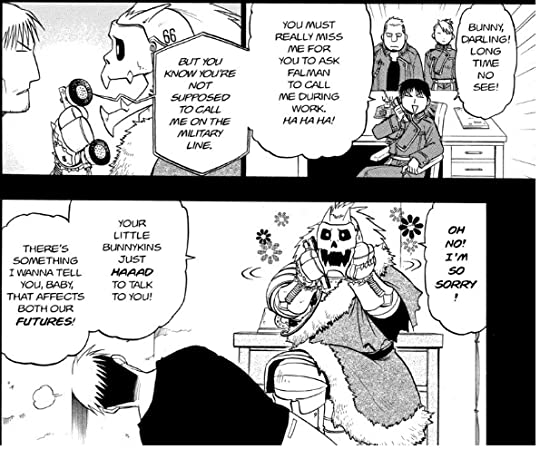 BUNNY,
DARLING!
LONG
TIME
NO
SEE!
YOU MUST
REALLY MISS
ME FOR
YOU TO ASK
FALMAN
TO CALL
ME DURING
WORK.
HA HA HA!
66
BUT YOU
KNOW YOU'RE
NOT
SUPPOSED
TO CALL
ME ON THE
MILITARY
LINE.
OH
NO!
I'M
SO
SORRY
!
YOUR
LITTLE
BUNNYKINS
JUST
HAAAD
TO TALK
TO YOU!
THERE'S
SOMETHING
I WANNA TELL
YOU, BABY,
THAT AFFECTS
BOTH OUR
FUTURES!